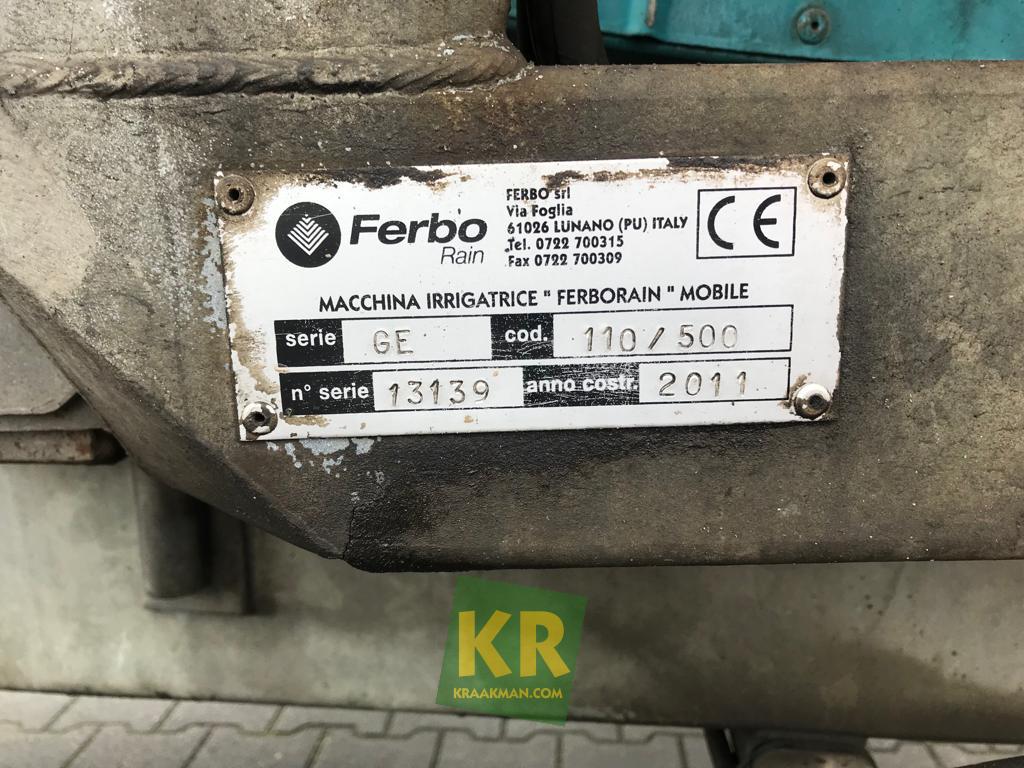 Ferbo
Rain
FERBO srl
Via Foglia
61026 LUNANO (PU) ITALY
Tel. 0722 700315
Fax 0722 700309
CE
MACCHINA IRRIGATRICE " FERBORAIN " MOBILE
serie GE cod. 110/500
n° serie 13139 anno costr. 2011
KR
KRAAKMAN.COM